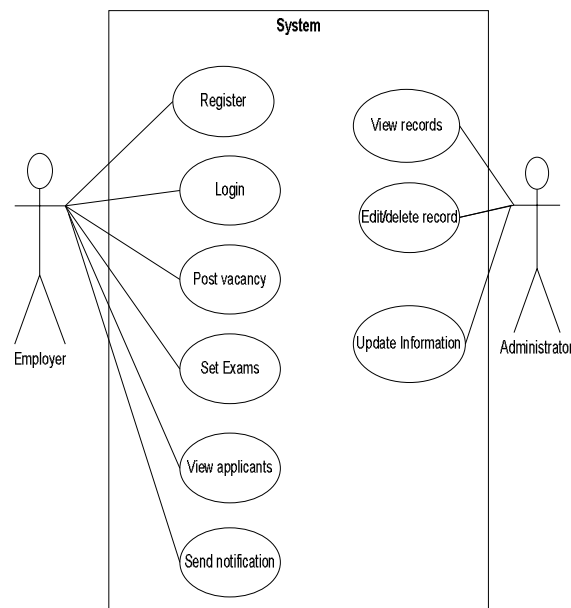 System
Register
View records
Login
Edit/delete record
Post vacancy
Update Information
Employer
Administrator
Set Exams
View applicants
Send notification